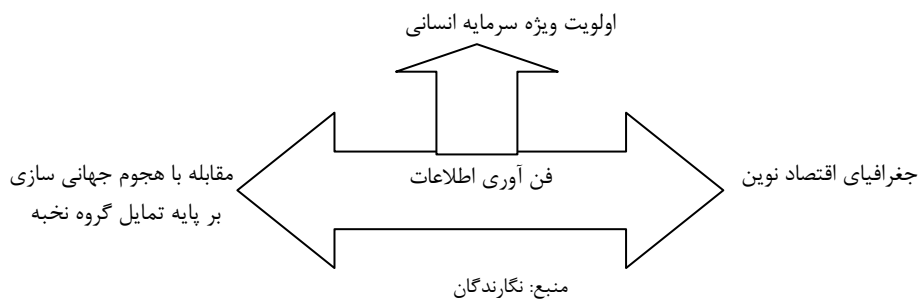 اولویت ویژه سرمایه انسانی
جغرافیای اقتصاد نوین
فن آوری اطلاعات
مقابله با هجوم جهانی سازی
بر پایه تمایل گروه نخبه
منبع: نگارندگان